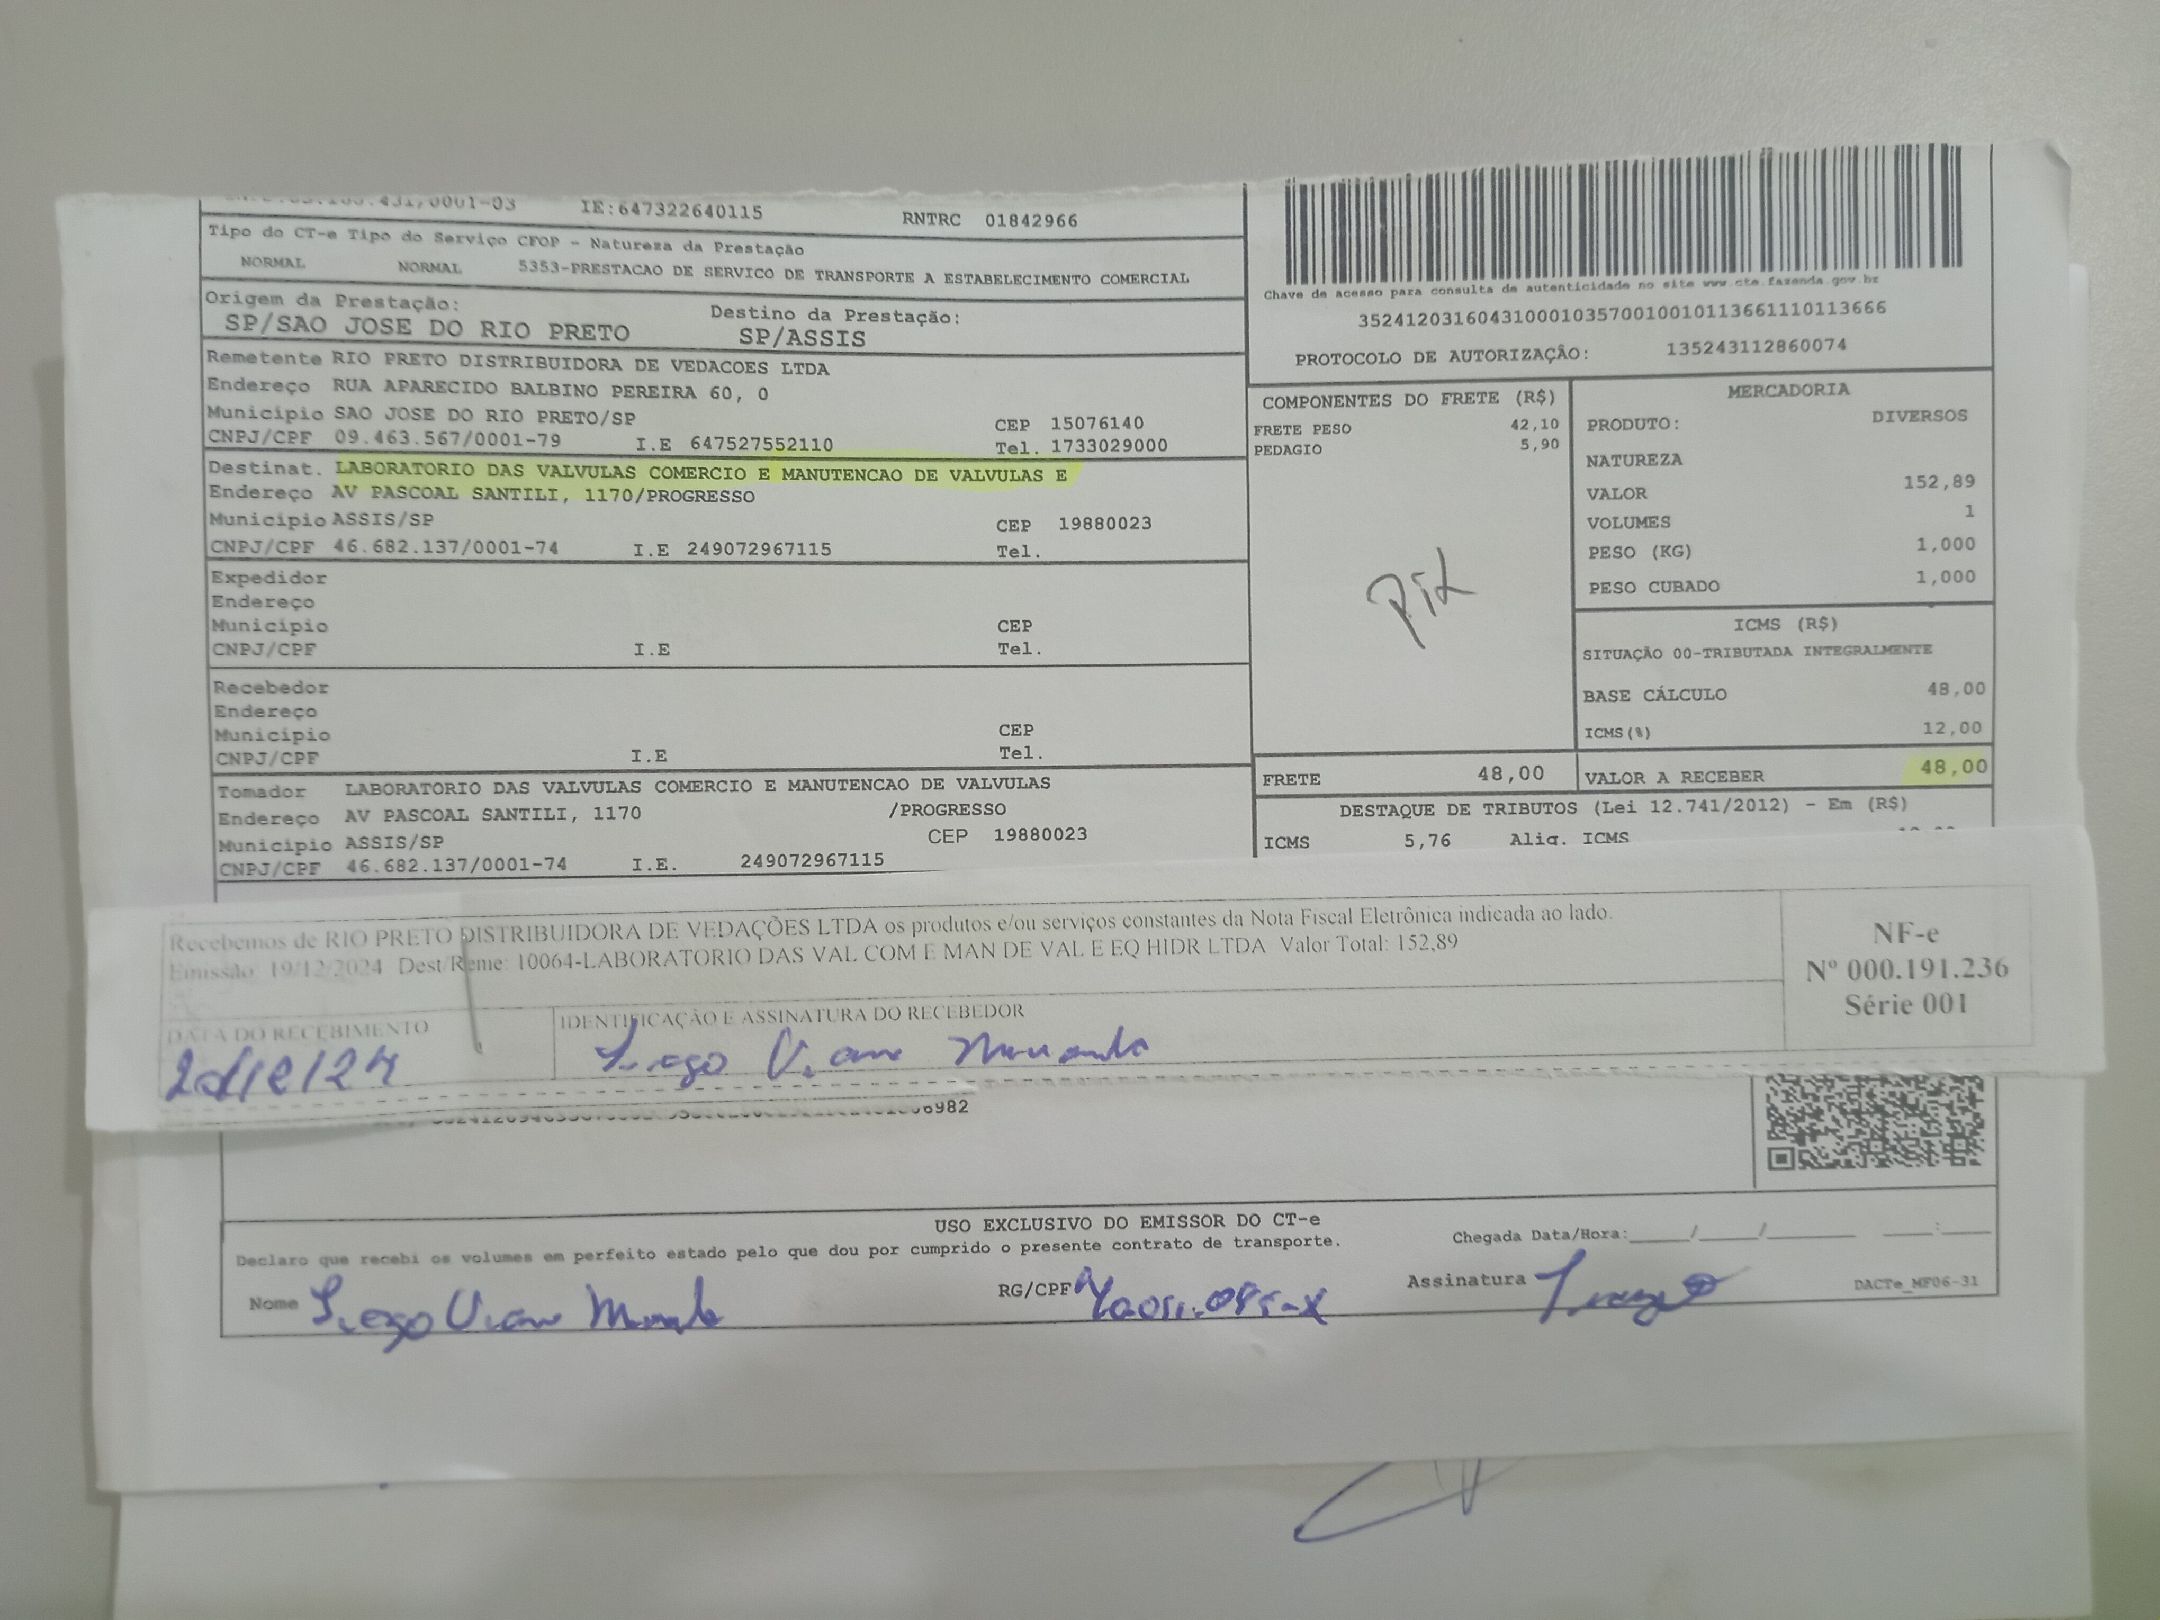 431/0001-03 IE:647322640115 RNTRC 01842966
Tipo do CT-e Tipo do Serviço CFOP - Natureza da Prestação
NORMAL NORMAL 5353-PRESTACAO DE SERVICO DE TRANSPORTE A ESTABELECIMENTO COMERCIAL
Origem da Prestação: Destino da Prestação:
SP/SAO JOSE DO RIO PRETO SP/ASSIS
Remetente RIO PRETO DISTRIBUIDORA DE VEDACOES LTDA
Endereço RUA APARECIDO BALBINO PEREIRA 60, 0
Município SAO JOSE DO RIO PRETO/SP CEP 15076140
CNPJ/CPF 09.463.567/0001-79 I.E 647527552110 Tel. 1733029000
Destinat. LABORATORIO DAS VALVULAS COMERCIO E MANUTENCAO DE VALVULAS E
Endereço AV PASCOAL SANTILI, 1170/PROGRESSO
Município ASSIS/SP CEP 19880023
CNPJ/CPF 46.682.137/0001-74 I.E 249072967115 Tel.
Expedidor
Endereço
Município CEP
CNPJ/CPF I.E Tel.
Recebedor
Endereço
Município CEP
CNPJ/CPF I.E Tel.
Tomador LABORATORIO DAS VALVULAS COMERCIO E MANUTENCAO DE VALVULAS
Endereço AV PASCOAL SANTILI, 1170 /PROGRESSO
Município ASSIS/SP CEP 19880023
CNPJ/CPF 46.682.137/0001-74 I.E. 249072967115
Chave de acesso para consulta de autenticidade no site www.cte.fazenda.gov.br
35241203160431000103570010010113661110113666
PROTOCOLO DE AUTORIZAÇÂO: 135243112860074
COMPONENTES DO FRETE (R$)
FRETE PESO 42,10
PEDAGIO 5,90
Pix
MERCADORIA
PRODUTO: DIVERSOS
NATUREZA
VALOR 152,89
VOLUMES 1
PESO (KG) 1,000
PESO CUBADO 1,000
ICMS (R$)
SITUAÇÃO 00-TRIBUTADA INTEGRALMENTE
BASE CÁLCULO 48,00
ICMS(%) 12,00
FRETE 48,00 VALOR A RECEBER 48,00
DESTAQUE DE TRIBUTOS (Lei 12.741/2012) - Em (R$)
ICMS 5,76 Aliq. ICMS
Recebemos de RIO PRETO DISTRIBUIDORA DE VEDAÇÕES LTDA os produtos e/ou serviços constantes da Nota Fiscal Eletrônica indicada ao lado.
Emissão: 19/12/2024 Dest/Reme: 10064-LABORATORIO DAS VAL COM E MAN DE VAL E EQ HIDR LTDA Valor Total: 152,89
NF-e
Nº 000.191.236
Série 001
DATA DO RECEBIMENTO IDENTIFICAÇÃO E ASSINATURA DO RECEBEDOR
6982
USO EXCLUSIVO DO EMISSOR DO CT-e
Declaro que recebi os volumes em perfeito estado pelo que dou por cumprido o presente contrato de transporte. Chegada Data/Hora:____/____/______ ____:____
Nome RG/CPF Assinatura DACTe_MF06-31